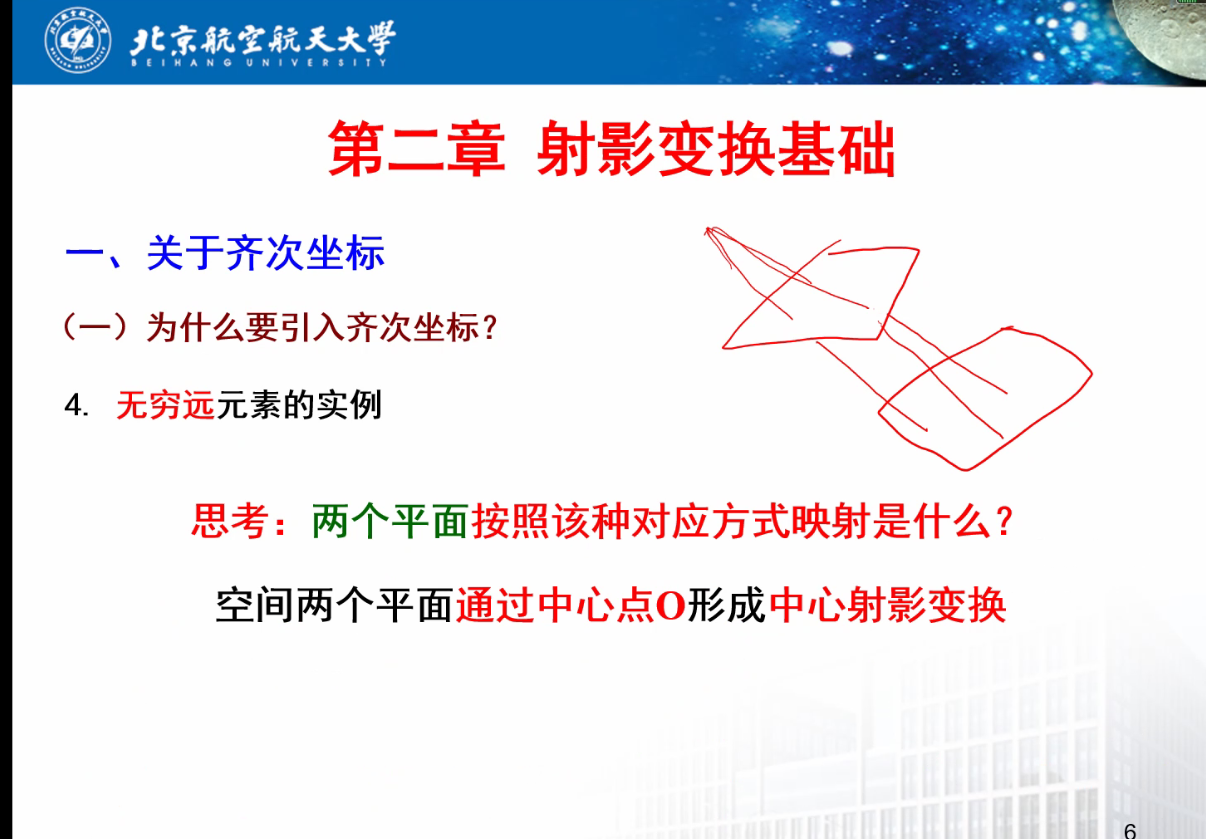 北京航空航天大学
BEIHANG UNIVERSITY
第二章 射影变换基础
一、关于齐次坐标
（一）为什么要引入齐次坐标？
4. 无穷远元素的实例
思考：两个平面按照该种对应方式映射是什么？
空间两个平面通过中心点O形成中心射影变换
6